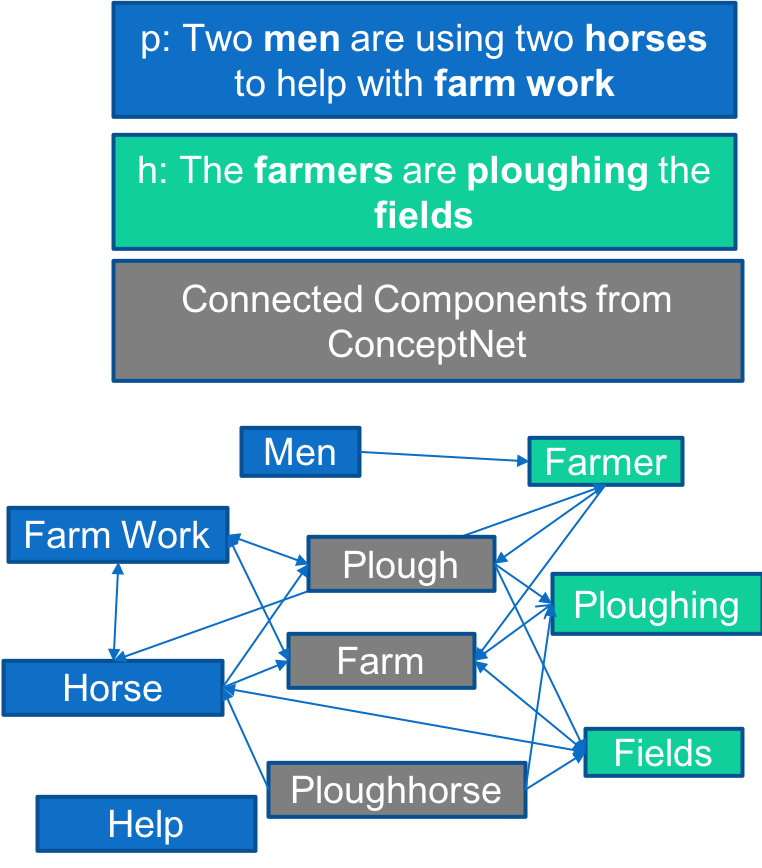 p: Two men are using two horses
to help with farm work
h: The farmers are ploughing the
fields
Connected Components from
ConceptNet
Men
Farmer
Farm Work
Plough
Ploughing
Farm
Horse
Fields
Ploughhorse
Help